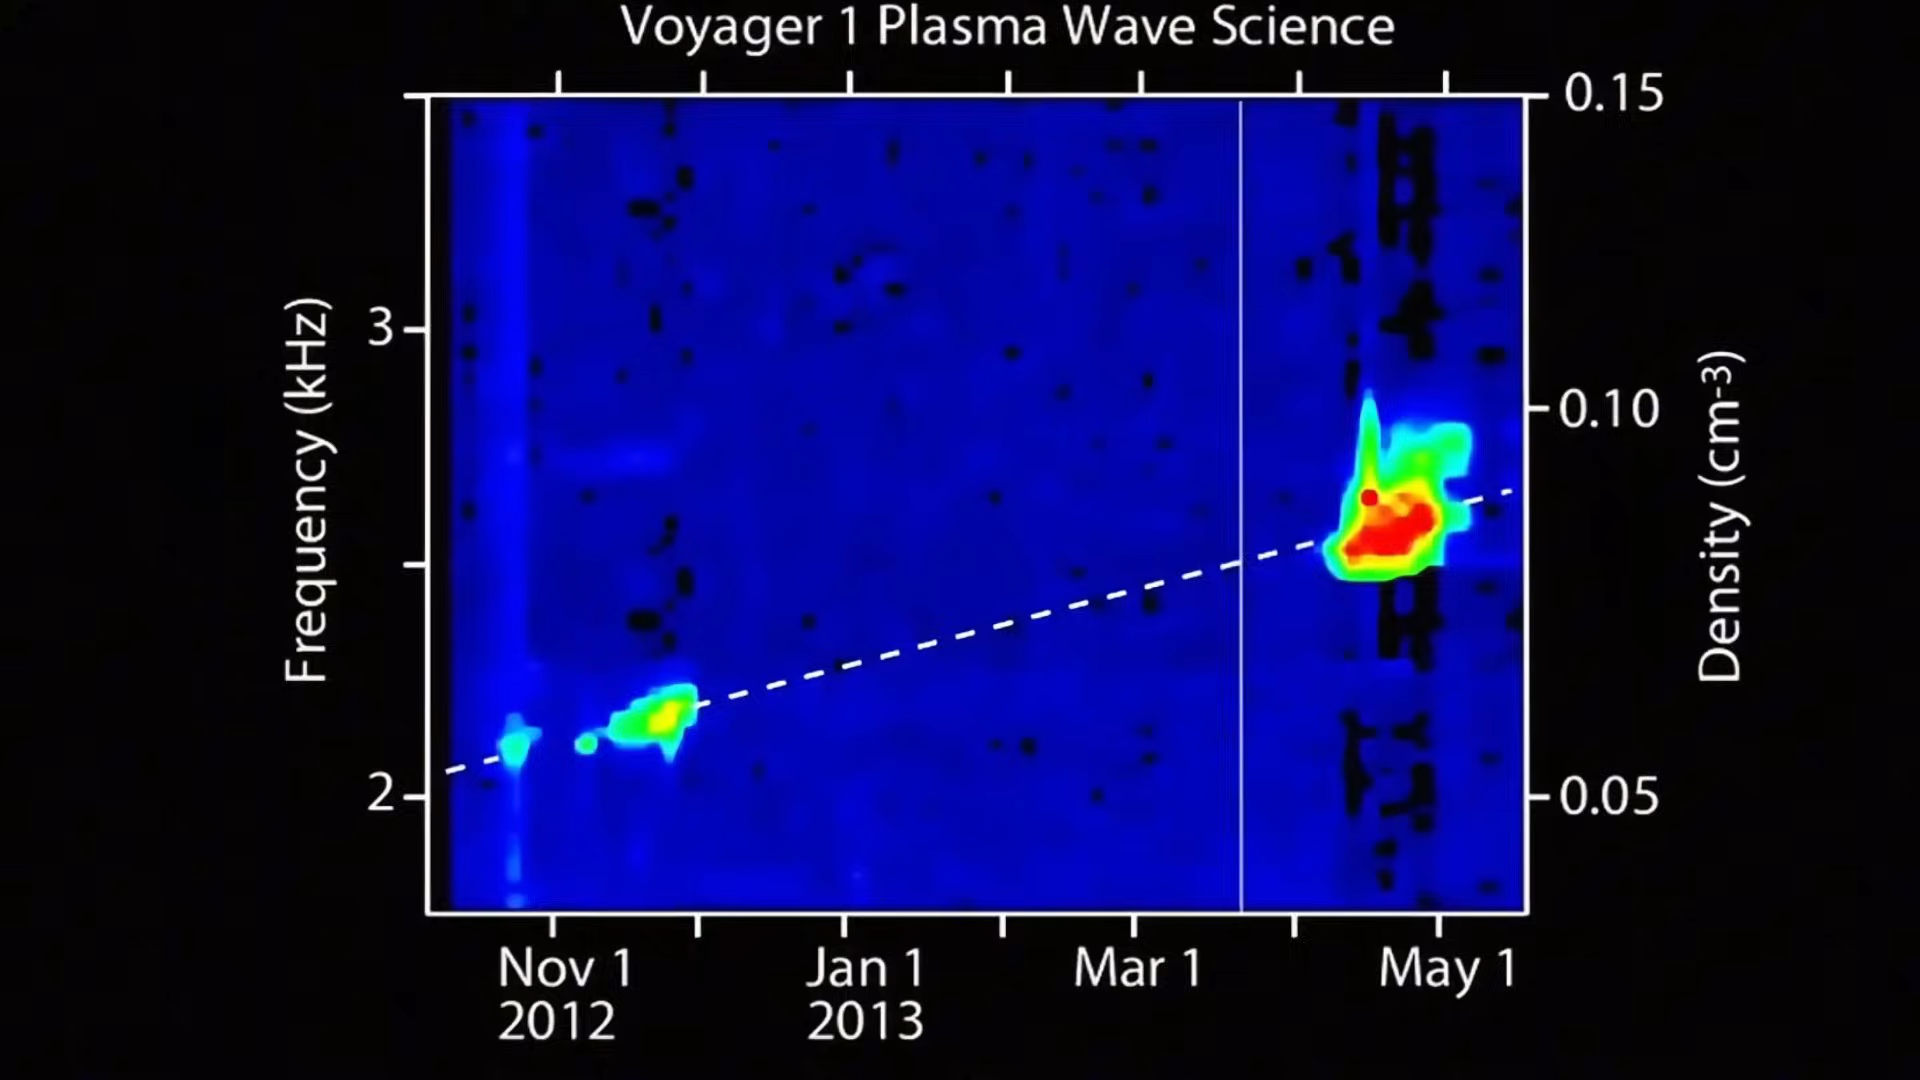 Voyager 1 Plasma Wave Science
0.15
3
0.10
2
0.05
Frequency (kHz)
Density (cm-3)
Nov 1
2012
Jan 1
2013
Mar 1
May 1